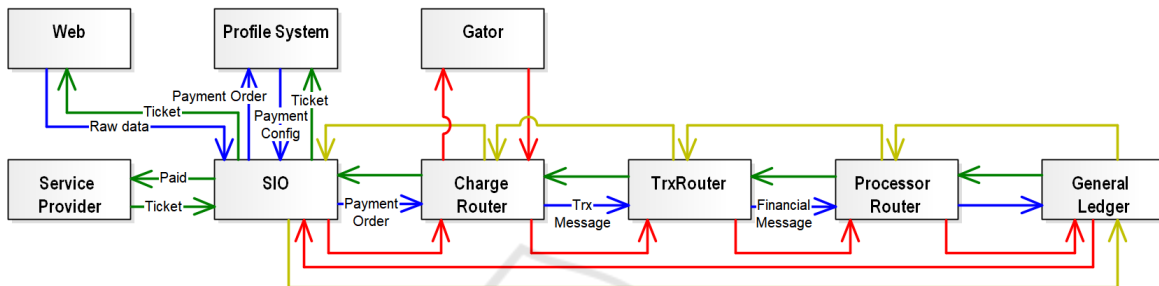 Web
Profile System
Gator
Payment Order
Ticket
Ticket
Payment
Config
Raw data
Service
Provider
Paid
Ticket
SIO
Payment
Order
Charge
Router
Trx
Message
TrxRouter
Financial
Message
Processor
Router
General
Ledger